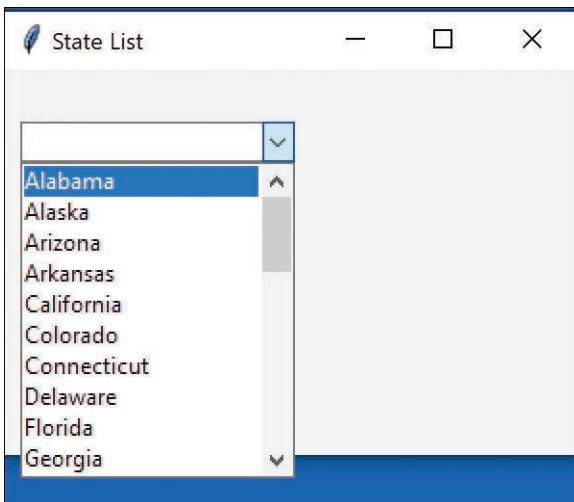 State List
Alabama
Alaska
Arizona
Arkansas
California
Colorado
Connecticut
Delaware
Florida
Georgia